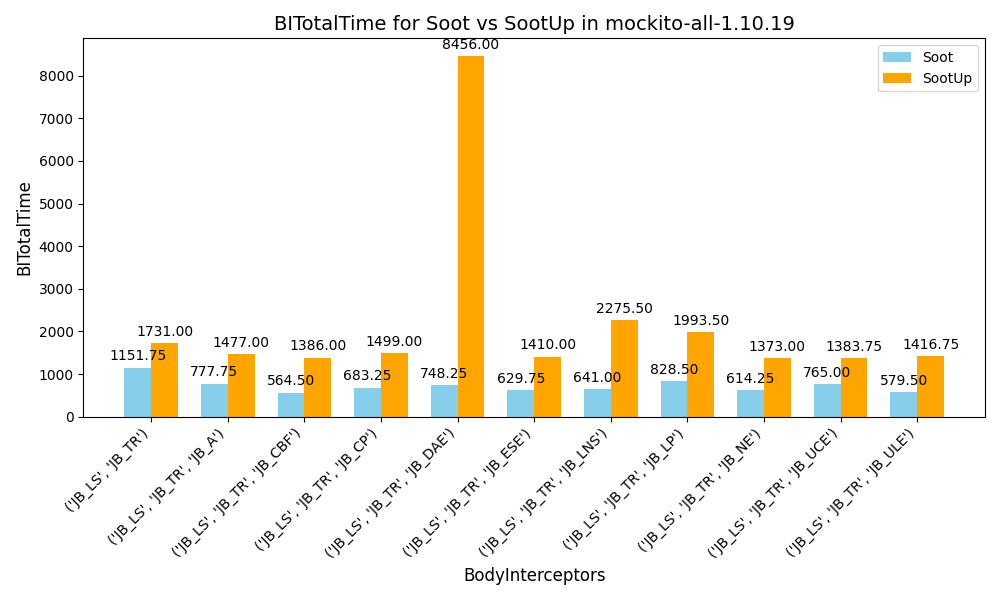 BITotalTime for Soot vs SootUp in mockito-all-1.10.19
Soot
SootUp
BITotalTime
8000
7000
6000
5000
4000
3000
2000
1000
0
1151.75
1731.00
777.75
1477.00
564.50
1386.00
683.25
1499.00
748.25
8456.00
629.75
1410.00
641.00
2275.50
828.50
1993.50
614.25
1373.00
765.00
1383.75
579.50
1416.75
('JB_LS', 'JB_TR')
('JB_LS', 'JB_TR', 'JB_A')
('JB_LS', 'JB_TR', 'JB_CBF')
('JB_LS', 'JB_TR', 'JB_CP')
('JB_LS', 'JB_TR', 'JB_DAE')
('JB_LS', 'JB_TR', 'JB_ESE')
('JB_LS', 'JB_TR', 'JB_LNS')
('JB_LS', 'JB_TR', 'JB_LP')
('JB_LS', 'JB_TR', 'JB_NE')
('JB_LS', 'JB_TR', 'JB_UCE')
('JB_LS', 'JB_TR', 'JB_ULE')
BodyInterceptors